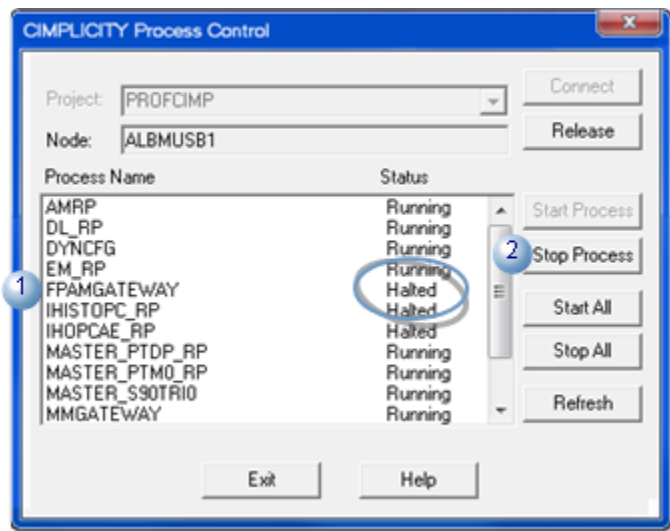 CIMPLICITY Process Control
Project: PROFCIMP Connect
Node: ALBMUSB1 Release
Process Name Status
AMRP Running Start Process
DL_RP Running
DYNCFG Running
EM_RP Running 2 Stop Process
1 FPAMGATEWAY Halted
IHISTOPC_RP Halted Start All
IHOPCAE_RP Halted
MASTER_PTDP_RP Running Stop All
MASTER_PTM0_RP Running
MASTER_S90TRIO Running Refresh
MMGATEWAY Running
Exit Help